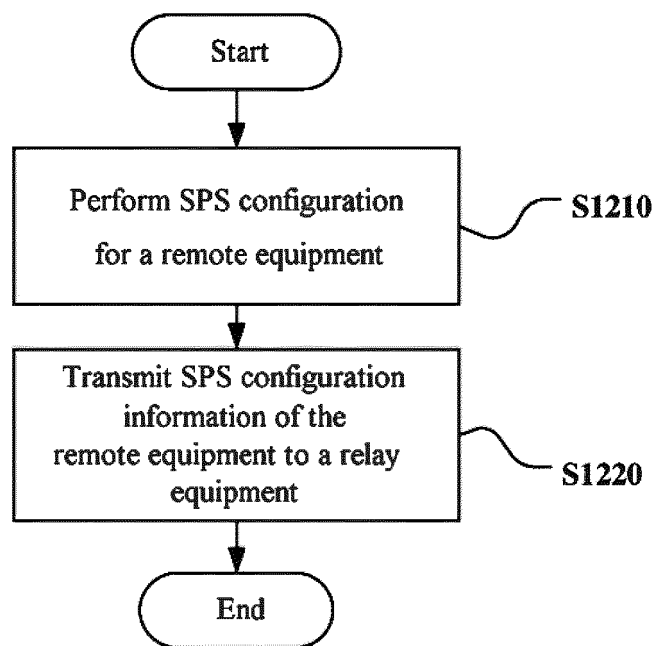 Start
Perform SPS configuration
for a remote equipment
S1210
Transmit SPS configuration
information of the
remote equipment to a relay
equipment
S1220
End